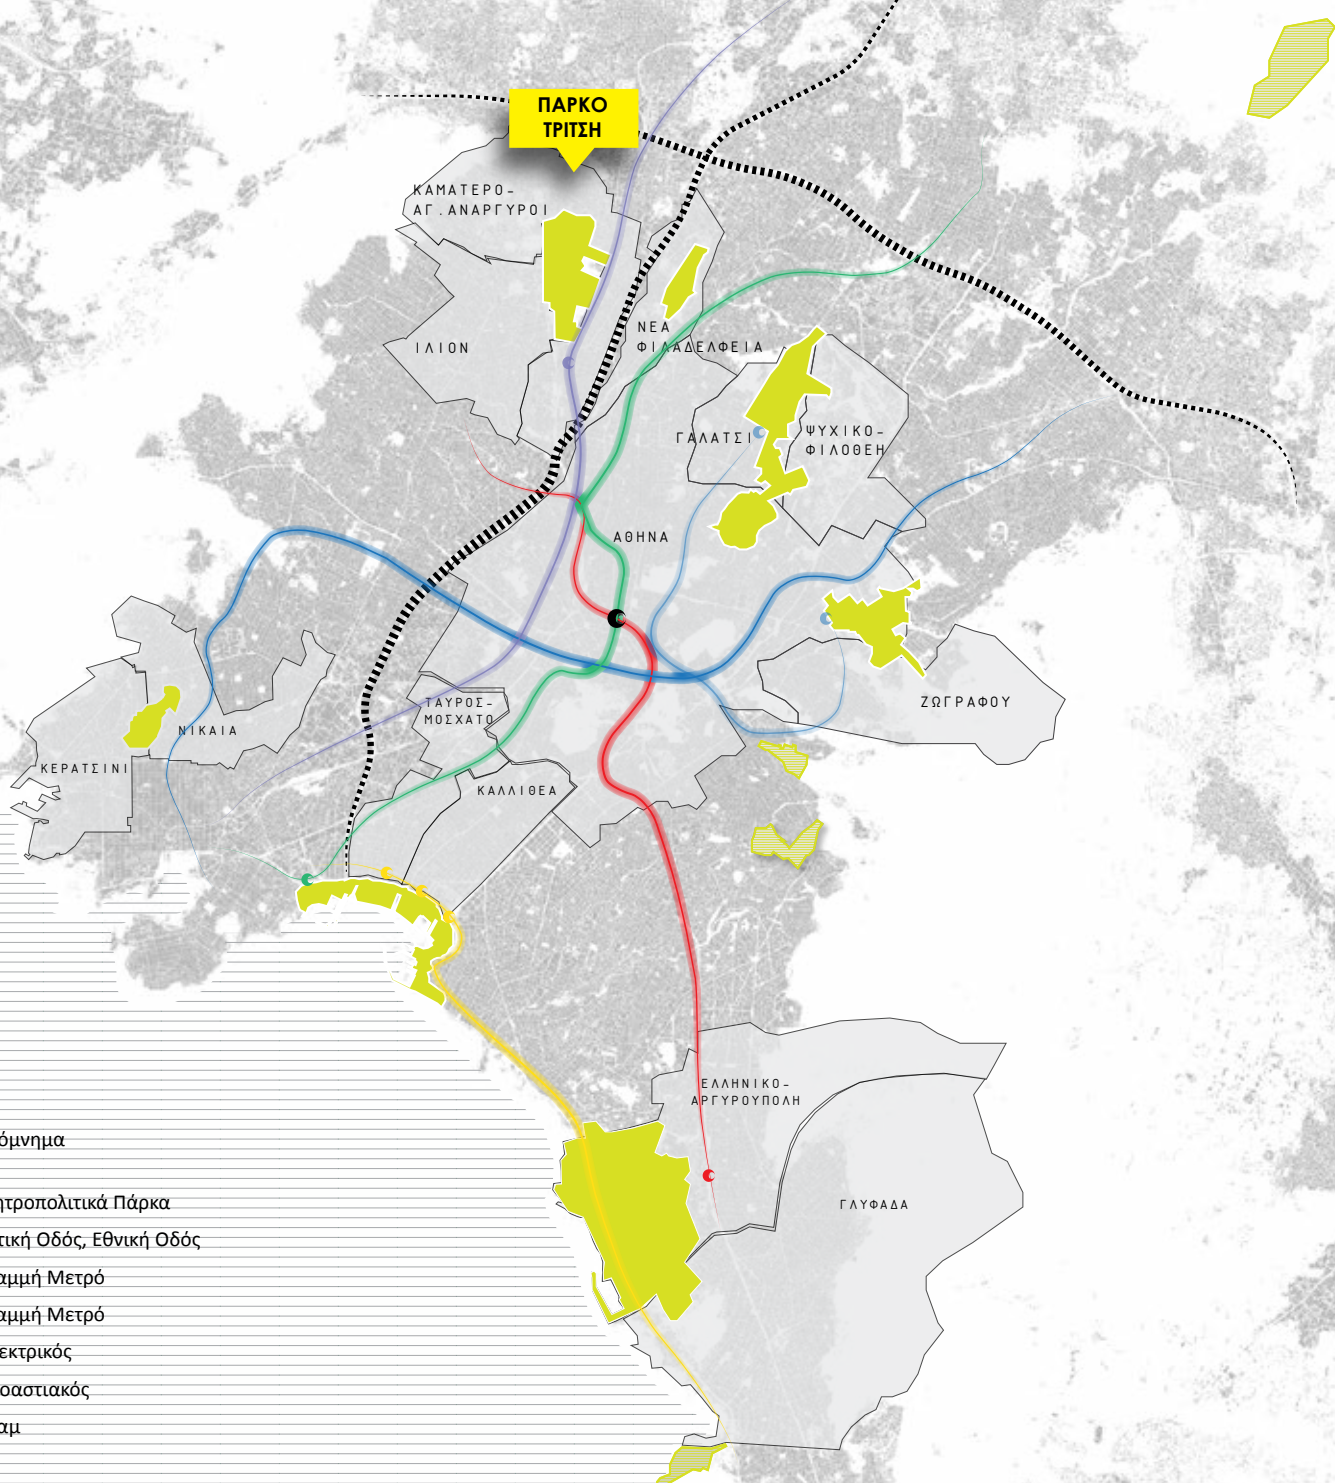 ΠΑΡΚΟ
ΤΡΙΤΣΗ
ΚΑΜΑΤΕΡΟ-
ΑΓ.ΑΝΑΡΓΥΡΟΙ
ΝΕΑ
ΦΙΛΑΔΕΛΦΕΙΑ
ΙΛΙΟΝ
ΓΑΛΑΤΣΙ
ΨΥΧΙΚΟ-
ΦΙΛΟΘΕΗ
ΑΘΗΝΑ
ΖΩΓΡΑΦΟΥ
ΤΑΥΡΟΣ-
ΜΟΣΧΑΤΟ
ΝΙΚΑΙΑ
ΚΕΡΑΤΣΙΝΙ
ΚΑΛΛΙΘΕΑ
ΕΛΛΗΝΙΚΟ-
ΑΡΓΥΡΟΥΠΟΛΗ
ΓΛΥΦΑΔΑ
όμνημα
ητροπολιτικά Πάρκα
τική Οδός, Εθνική Οδός
αμμή Μετρό
αμμή Μετρό
εκτρικός
οαστιακός
αμ